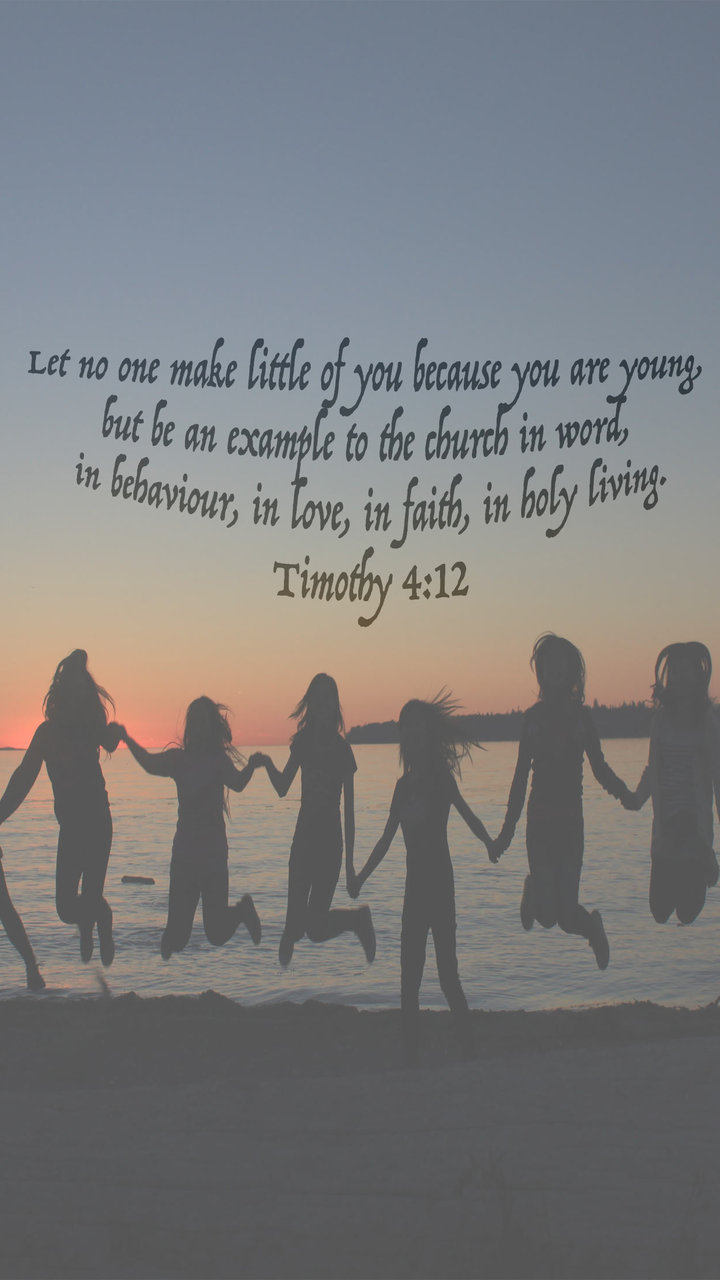 Let no one make little of you because you are young,
but be an example to the church in word,
in behaviour, in love, in faith, in holy living.
Timothy 4:12